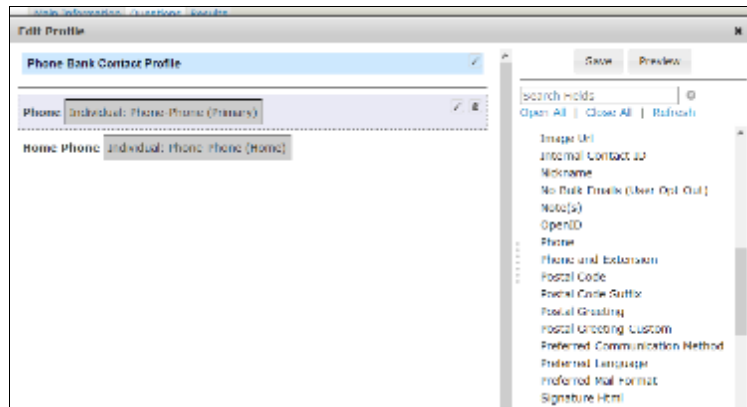 Main Information Questions Results
Edit Profile
Phone Bank Contact Profile
Save Preview
Search Fields
Open All | Close All | Refresh
Phone Individual: Phone-Phone (Primary)
Home Phone Individual: Phone-Phone (Home)
Image Url
Internal Contact ID
Nickname
No Bulk Emails (User Opt Out)
Note(s)
OpenID
Phone
Phone and Extension
Postal Code
Postal Code Suffix
Postal Greeting
Postal Greeting Custom
Preferred Communication Method
Preferred Language
Preferred Mail Format
Signature Html